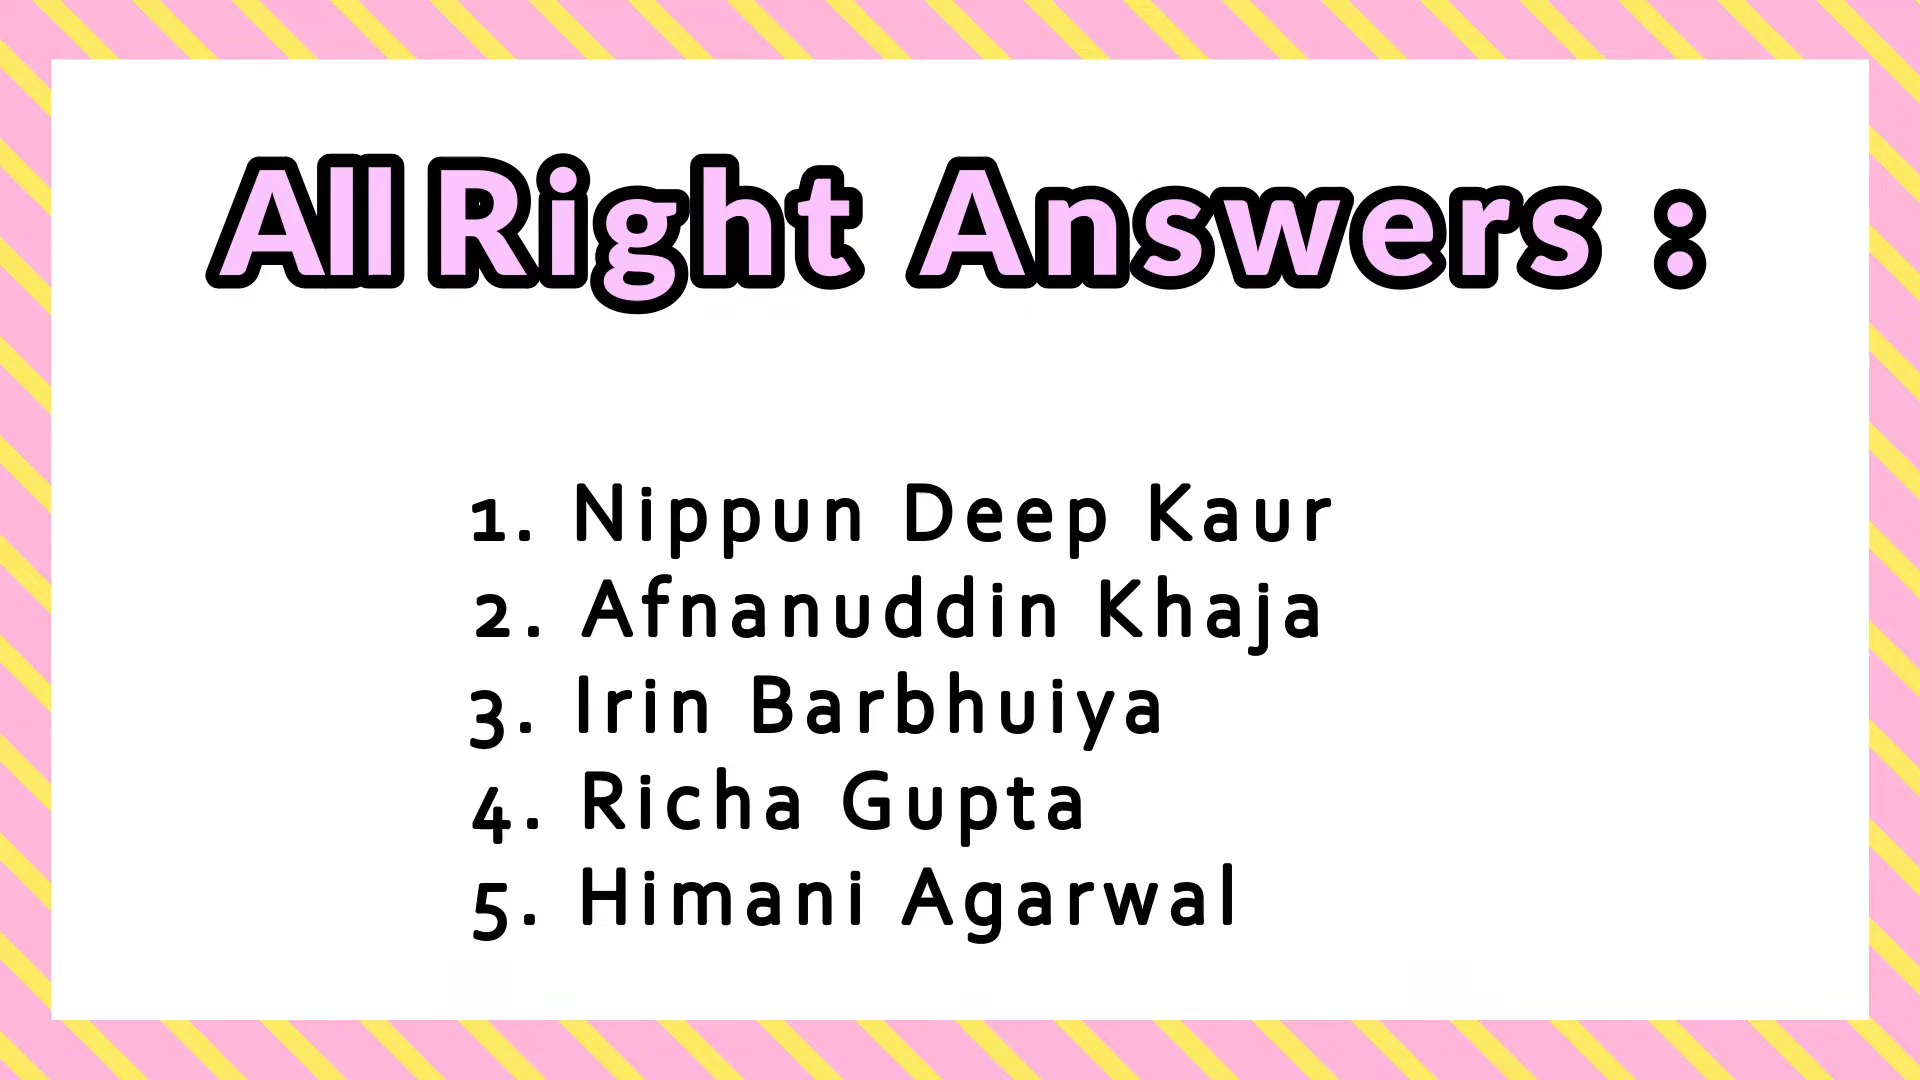 All Right Answers :
1. Nippun Deep Kaur
2. Afnanuddin Khaja
3. Irin Barbhuiya
4. Richa Gupta
5. Himani Agarwal